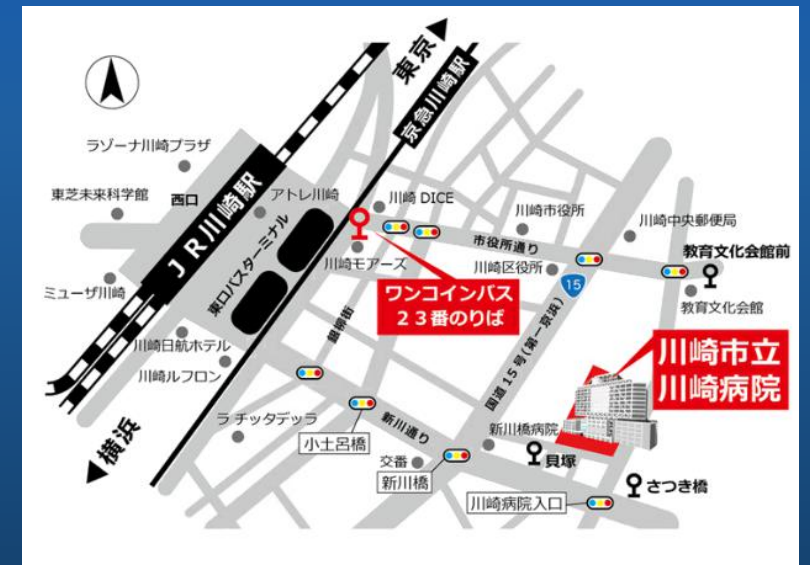 東京
京急川崎駅
ラゾーナ川崎プラザ
東芝未来科学館
西口
JR川崎駅
アトレ川崎
川崎 DICE
川崎市役所
川崎中央郵便局
東口バスターミナル
市役所通り
教育文化会館前
川崎モアーズ
川崎区役所
ミューザ川崎
15
教育文化会館
ワンコインバス
23番のりば
銀柳街
国道15号(第一京浜)
川崎日航ホテル
川崎ルフロン
川崎市立
川崎病院
ラ チッタデッラ
小土呂橋
新川通り
新川橋病院
横浜
交番
新川橋
貝塚
さつき橋
川崎病院入口